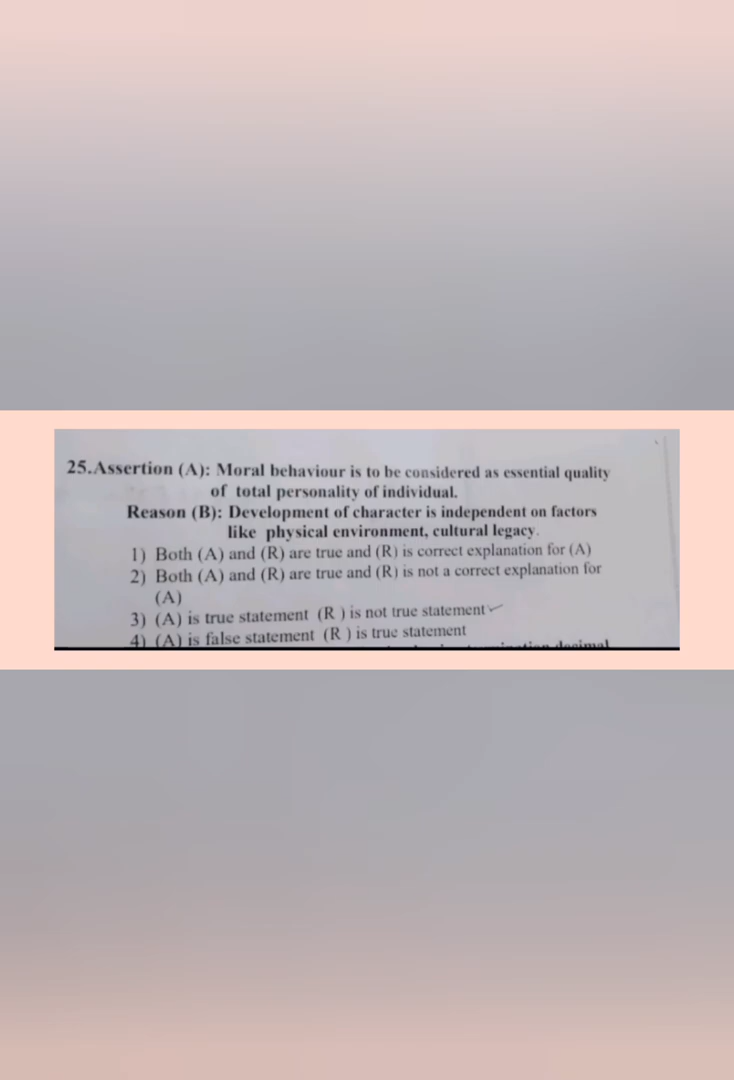 25.Assertion (A): Moral behaviour is to be considered as essential quality
of total personality of individual.
Reason (B): Development of character is independent on factors
like physical environment, cultural legacy.
1) Both (A) and (R) are true and (R) is correct explanation for (A)
2) Both (A) and (R) are true and (R) is not a correct explanation for
(A)
3) (A) is true statement (R ) is not true statement
4) (A) is false statement (R ) is true statement
decimal